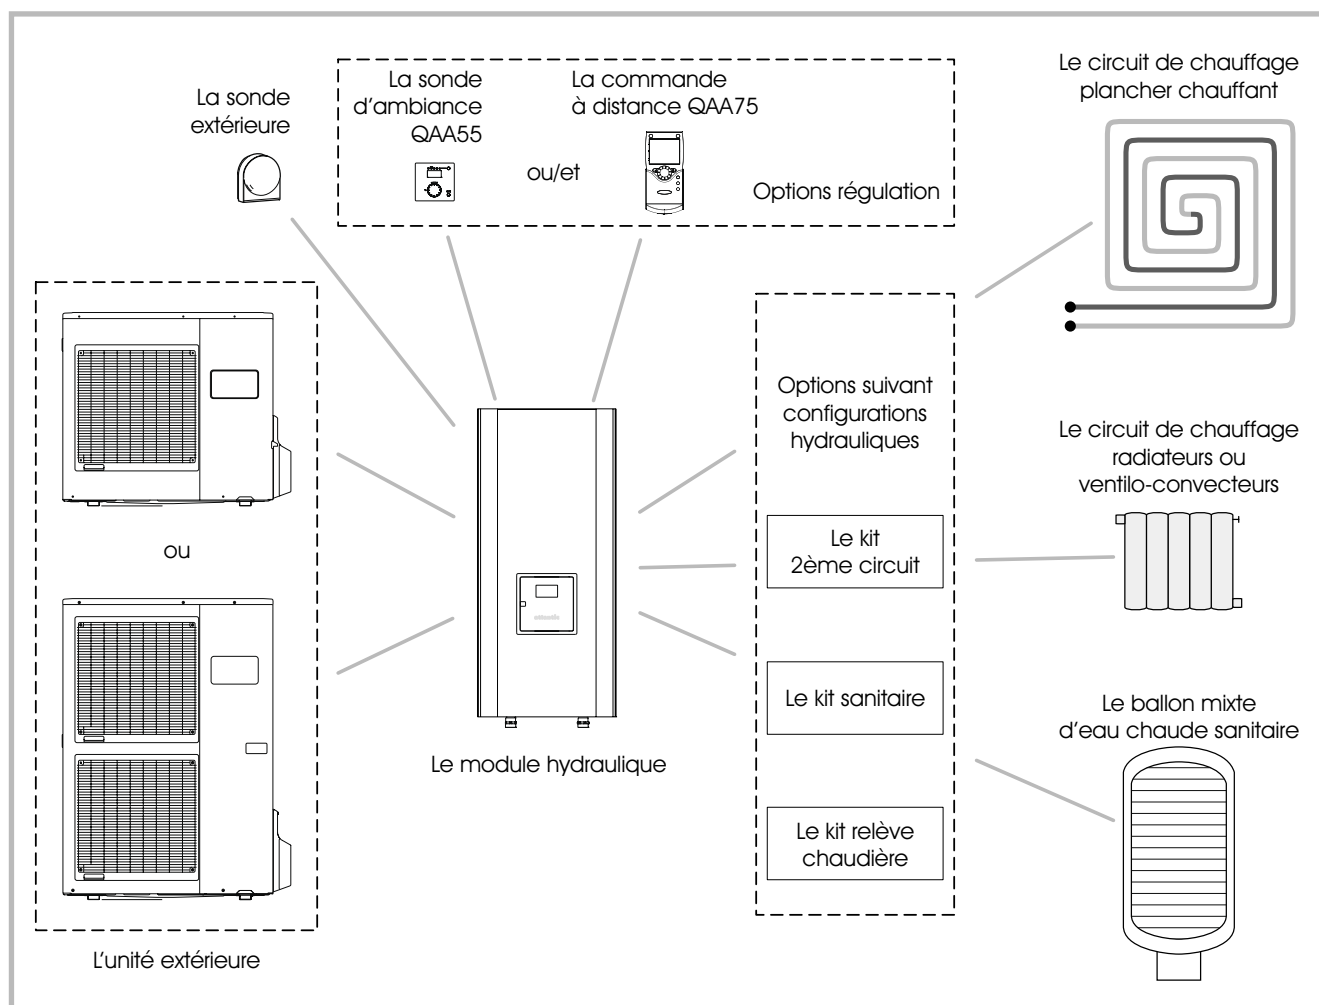 La sonde
extérieure
La sonde
d'ambiance
QAA55
ou/et
La commande
à distance QAA75
Options régulation
Le circuit de chauffage
plancher chauffant
ou
L'unité extérieure
Le module hydraulique
Options suivant
configurations
hydrauliques
Le kit
2ème circuit
Le kit sanitaire
Le kit relève
chaudière
Le circuit de chauffage
radiateurs ou
ventilo-convecteurs
Le ballon mixte
d'eau chaude sanitaire